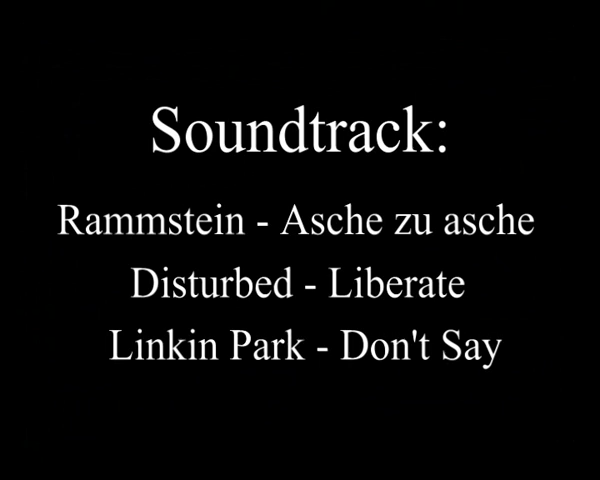 Soundtrack:
Rammstein - Asche zu asche
Disturbed - Liberate
Linkin Park - Don't Say